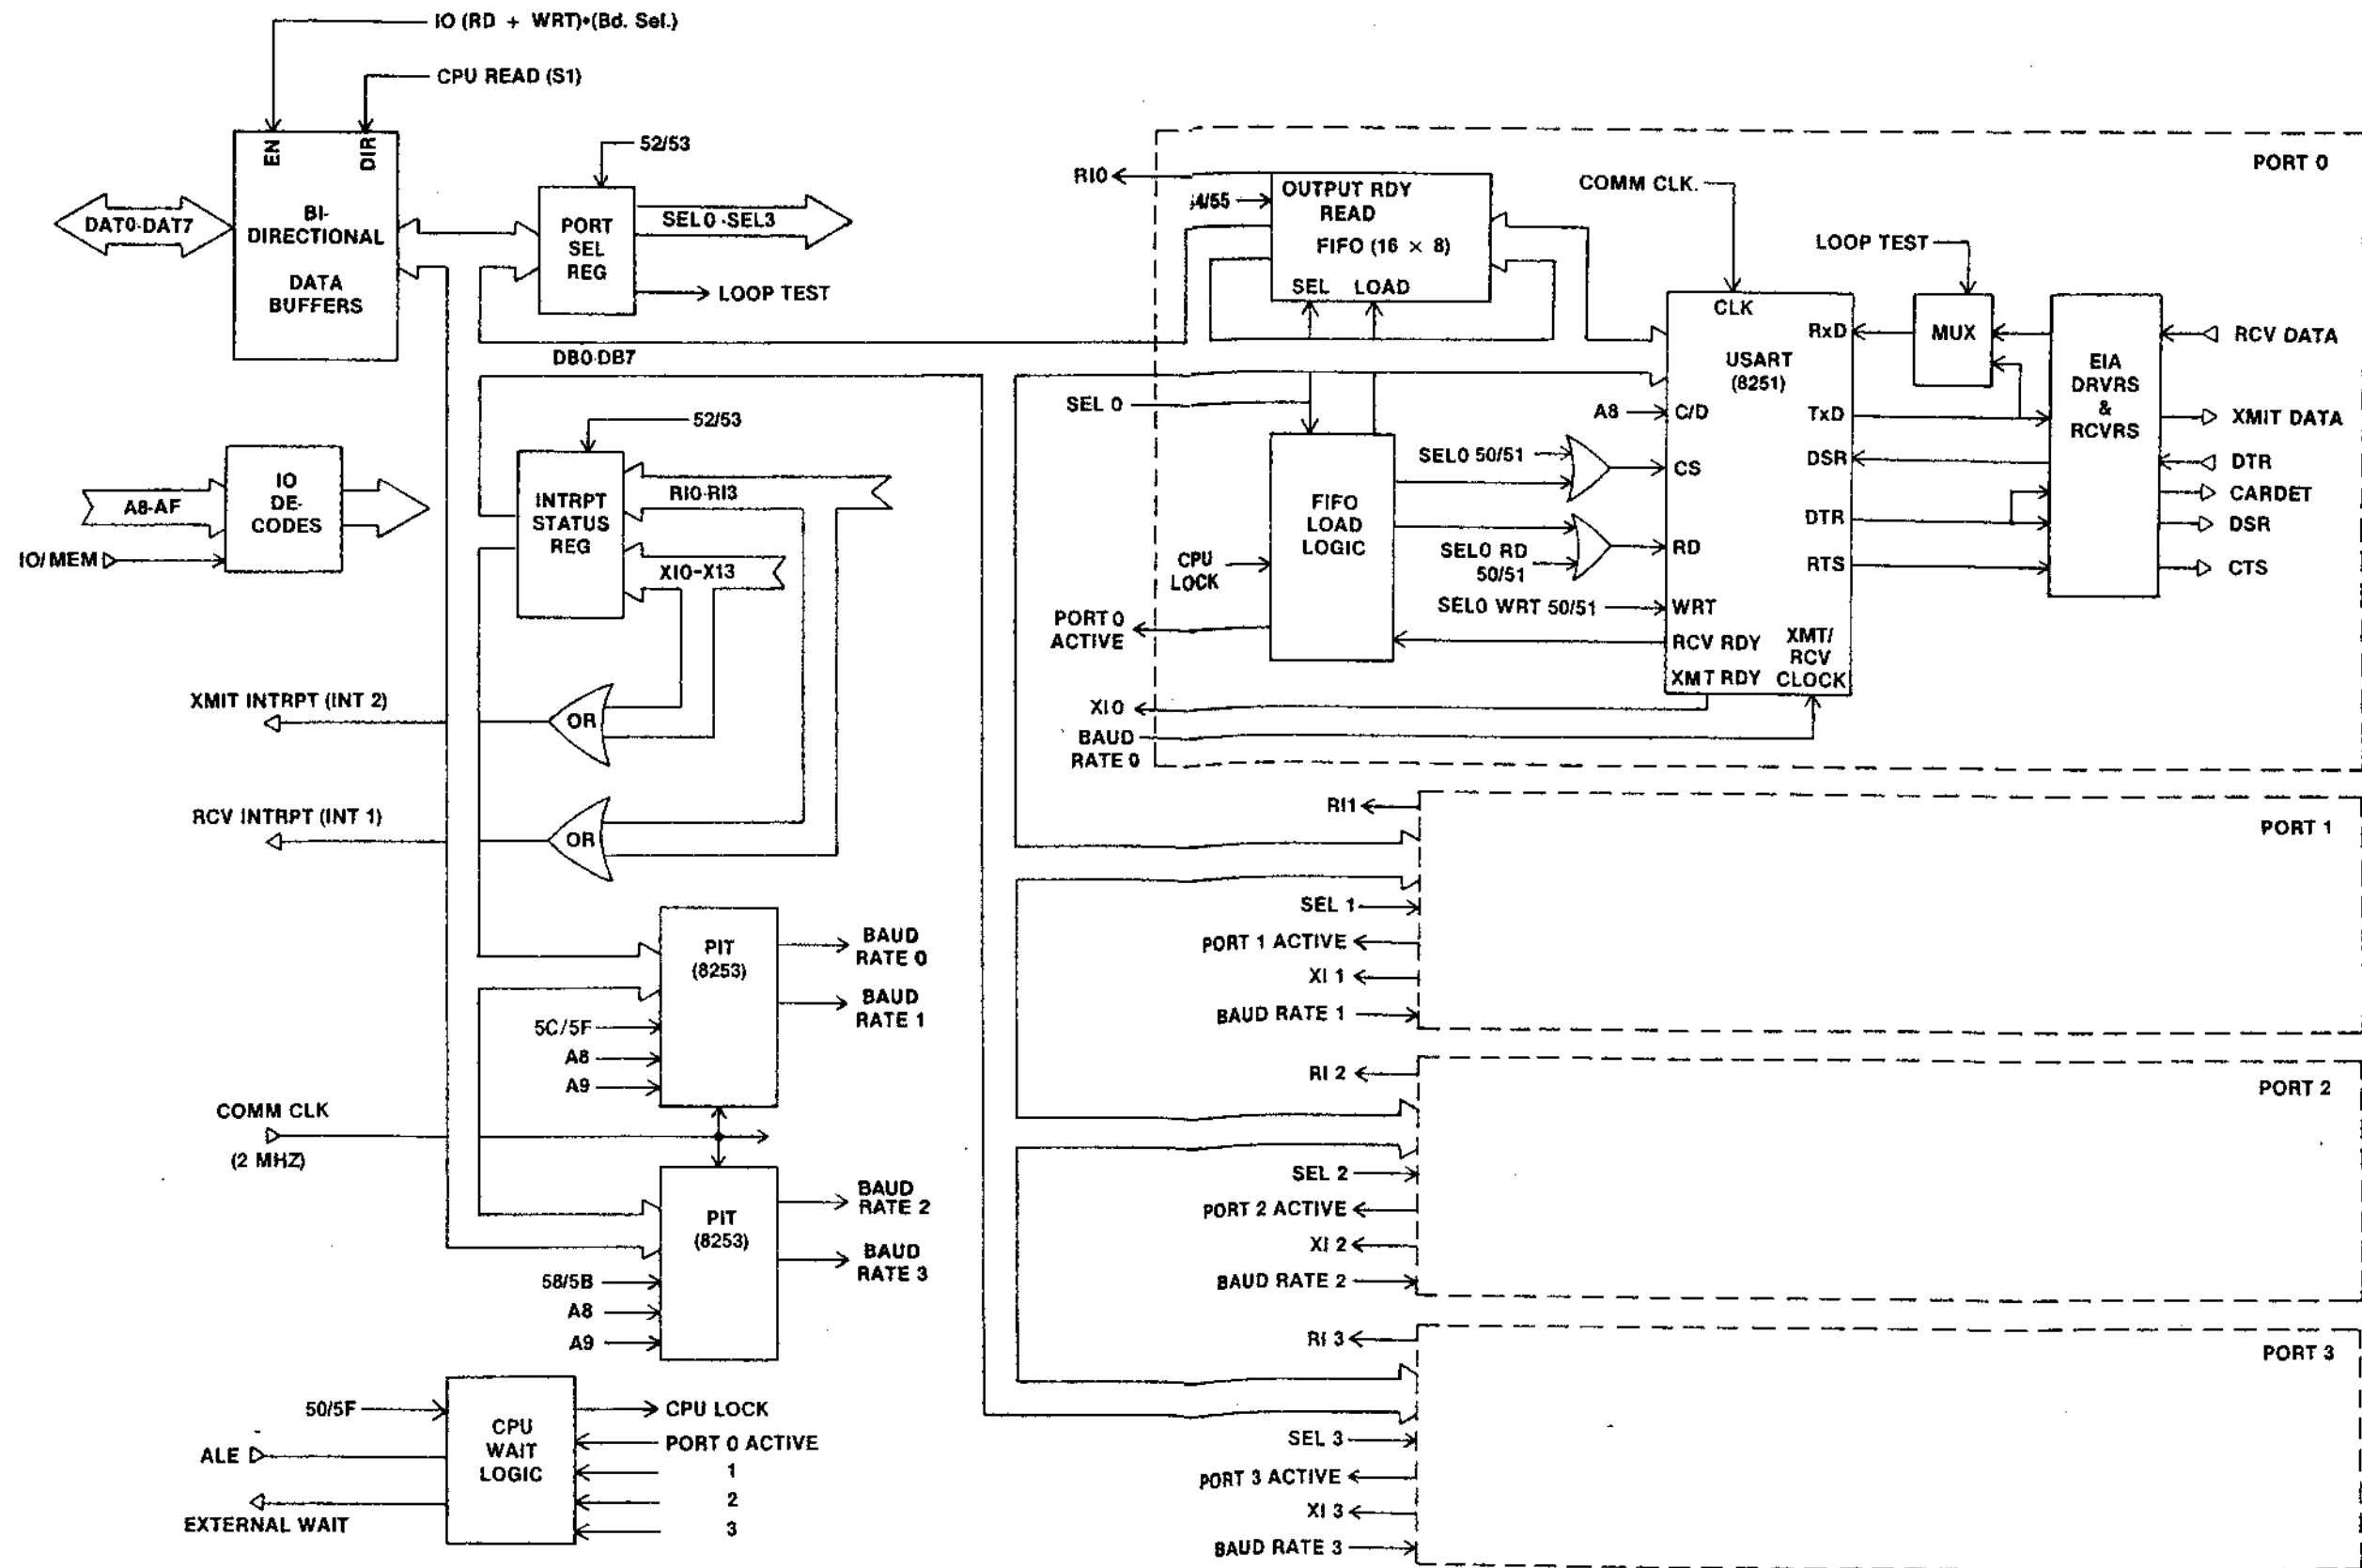 IO (RD + WRT)•(Bd. Sel.)
CPU READ (S1)
EN
DIR
BI-
DIRECTIONAL
DATA
BUFFERS
DAT0-DAT7
52/53
PORT
SEL
REG
SEL0-SEL3
LOOP TEST
DB0-DB7
A8-AF
IO
DE-
CODES
IO/MEM
52/53
INTRPT
STATUS
REG
RI0-RI3
XI0-X13
XMIT INTRPT (INT 2)
OR
RCV INTRPT (INT 1)
OR
PIT
(8253)
BAUD
RATE 0
BAUD
RATE 1
5C/5F
A8
A9
COMM CLK
(2 MHZ)
PIT
(8253)
BAUD
RATE 2
BAUD
RATE 3
58/5B
A8
A9
50/5F
ALE
EXTERNAL WAIT
CPU
WAIT
LOGIC
CPU LOCK
PORT 0 ACTIVE
1
2
3
PORT 0
RI0
4/55
OUTPUT RDY
READ
FIFO (16 × 8)
SEL LOAD
COMM CLK.
LOOP TEST
CLK
USART
(8251)
RxD
MUX
EIA
DRVRS
&
RCVRS
RCV DATA
XMIT DATA
DTR
CARDET
DSR
CTS
SEL 0
A8
C/D
TxD
DSR
DTR
RTS
FIFO
LOAD
LOGIC
SEL0 50/51
CS
SEL0 RD
50/51
RD
CPU
LOCK
SEL0 WRT 50/51
WRT
PORT 0
ACTIVE
RCV RDY
XMT/
RCV
CLOCK
XMT RDY
XI0
BAUD
RATE 0
RI1
PORT 1
SEL 1
PORT 1 ACTIVE
XI 1
BAUD RATE 1
RI 2
PORT 2
SEL 2
PORT 2 ACTIVE
XI 2
BAUD RATE 2
RI 3
PORT 3
SEL 3
PORT 3 ACTIVE
XI 3
BAUD RATE 3